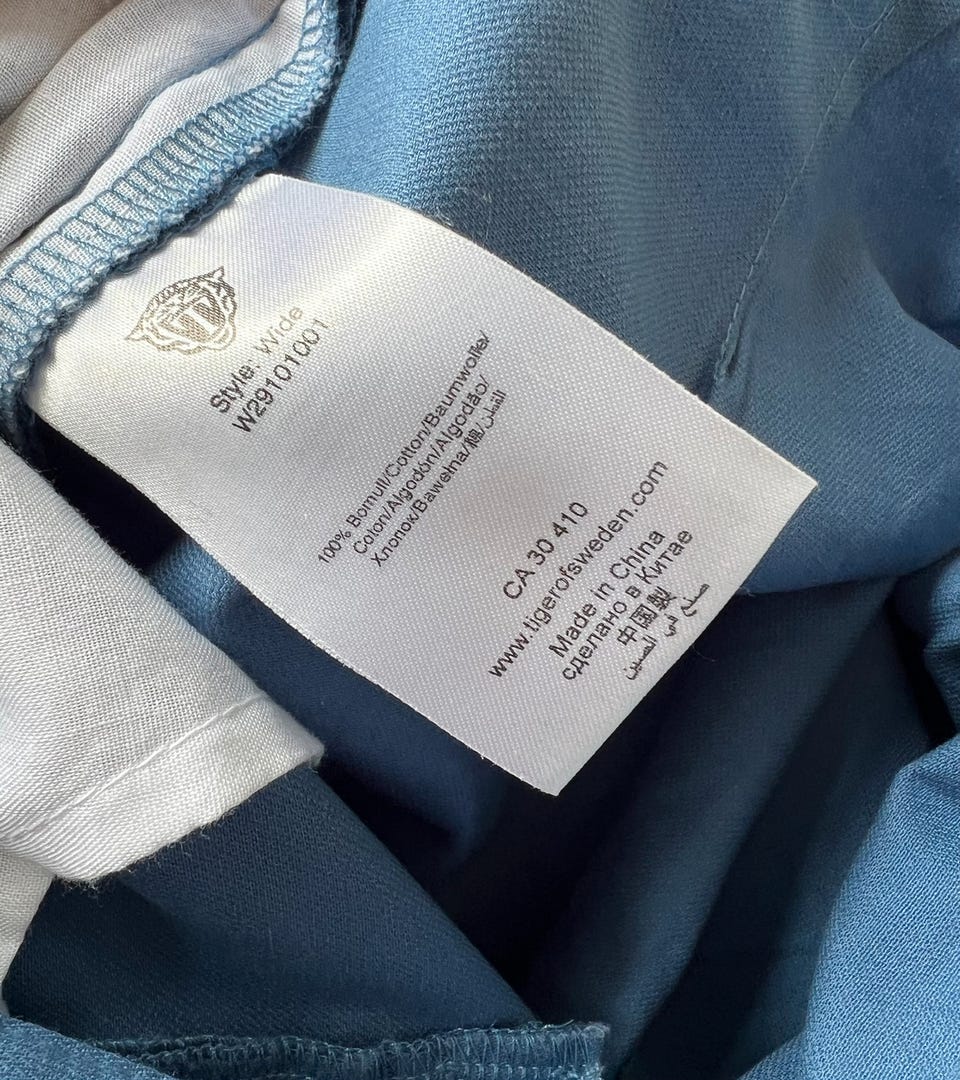 T
Style: Wide
W29101001
100% Bomull/Cotton/Baumwolle/
Coton/Algodón/Algodão/
Хлопок/Bawełna/棉/القطن/
CA 30 410
www.tigerofsweden.com
Made in China
сделано в Китае
中国製
صنع في الصين